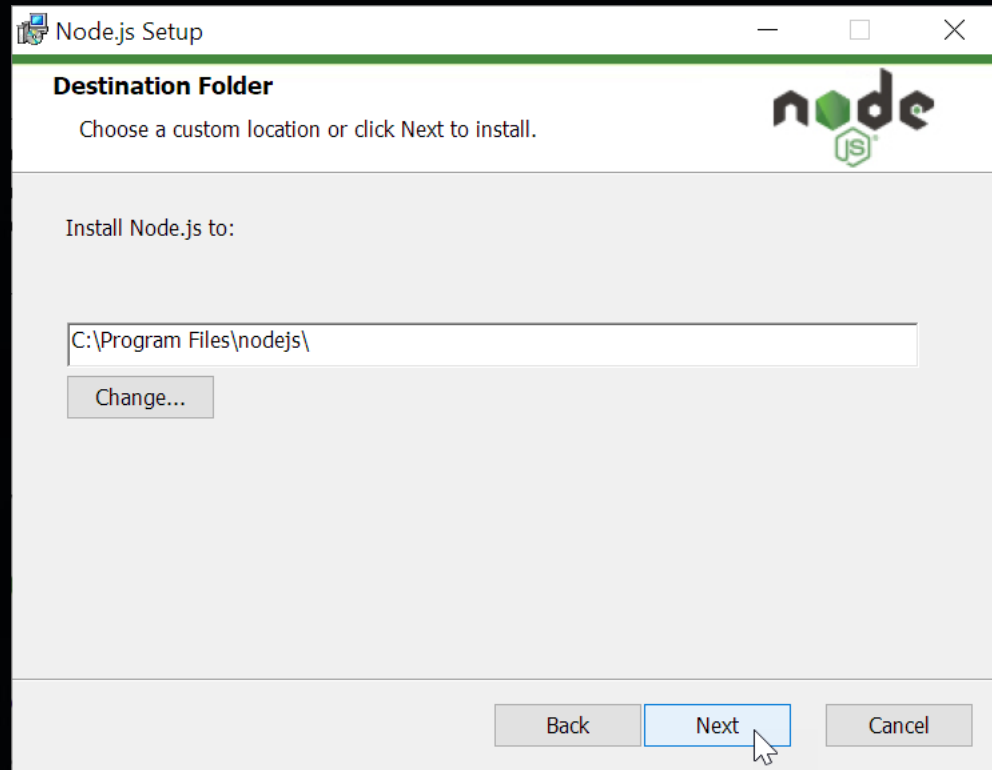 Node.js Setup
Destination Folder
Choose a custom location or click Next to install.
node
JS
Install Node.js to:
C:\Program Files\nodejs\
Change...
Back
Next
Cancel